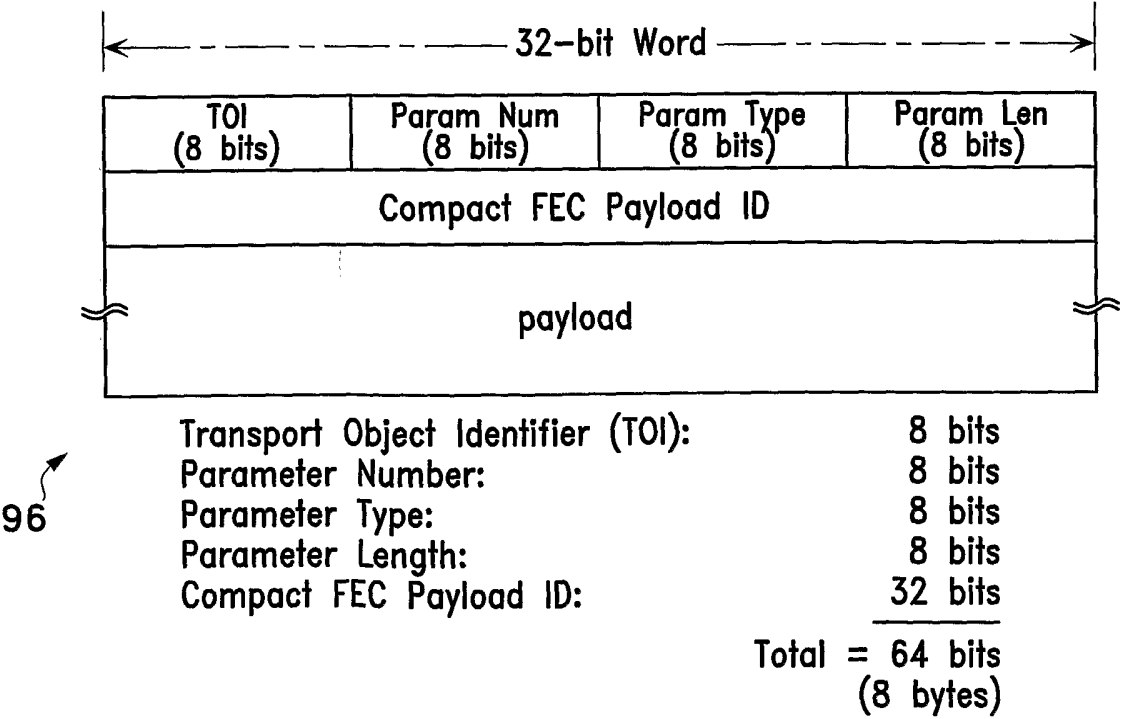 32-bit Word
TOI Param Num Param Type Param Len
(8 bits) (8 bits) (8 bits) (8 bits)
Compact FEC Payload ID
payload
Transport Object Identifier (TOI): 8 bits
Parameter Number: 8 bits
Parameter Type: 8 bits
Parameter Length: 8 bits
Compact FEC Payload ID: 32 bits
Total = 64 bits
(8 bytes)
96